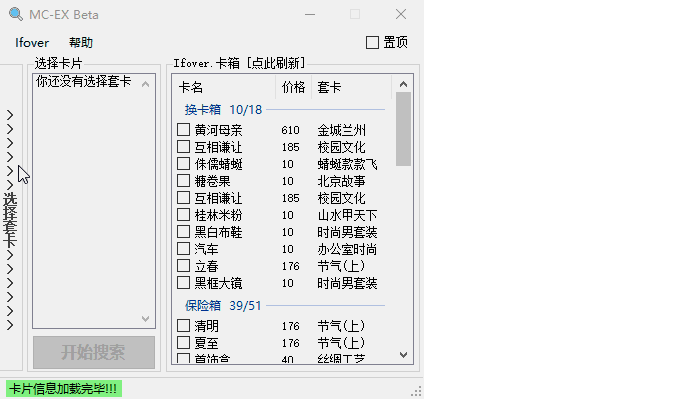 MC-EX Beta
Ifover 帮助 置顶
选择卡片
你还没有选择套卡
>
>
>
>
>
>
选
择
套
卡
>
>
>
>
>
>
开始搜索
Ifover.卡箱 [点此刷新]
卡名 价格 套卡
换卡箱 10/18
黄河母亲 610 金城兰州
互相谦让 185 校园文化
侏儒蜻蜓 10 蜻蜓款款飞
糖卷果 10 北京故事
互相谦让 185 校园文化
桂林米粉 10 山水甲天下
黑白布鞋 10 时尚男套装
汽车 10 办公室时尚
立春 176 节气(上)
黑框大镜 10 时尚男套装
保险箱 39/51
清明 176 节气(上)
夏至 176 节气(上)
首饰盒 40 丝绸工艺
卡片信息加载完毕!!!